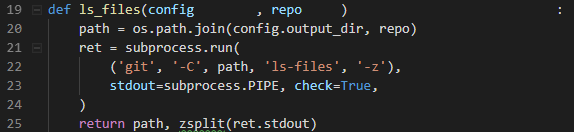 19 def ls_files(config        , repo    )                           :
20     path = os.path.join(config.output_dir, repo)
21     ret = subprocess.run(
22         ('git', '-C', path, 'ls-files', '-z'),
23         stdout=subprocess.PIPE, check=True,
24     )
25     return path, zsplit(ret.stdout)